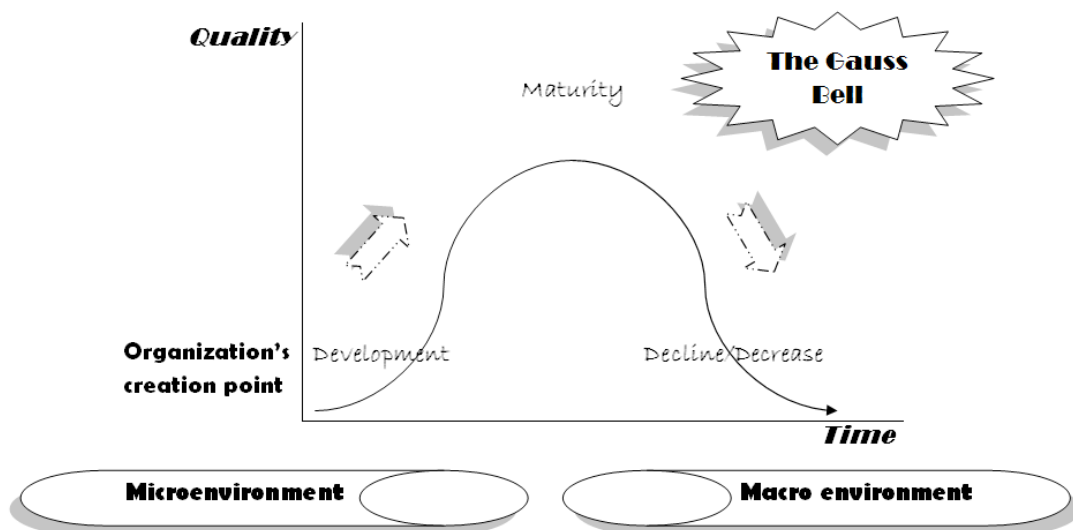 Quality
The Gauss
Bell
Maturity
Organization's
creation point
Development
Decline/Decrease
Time
Microenvironment
Macro environment